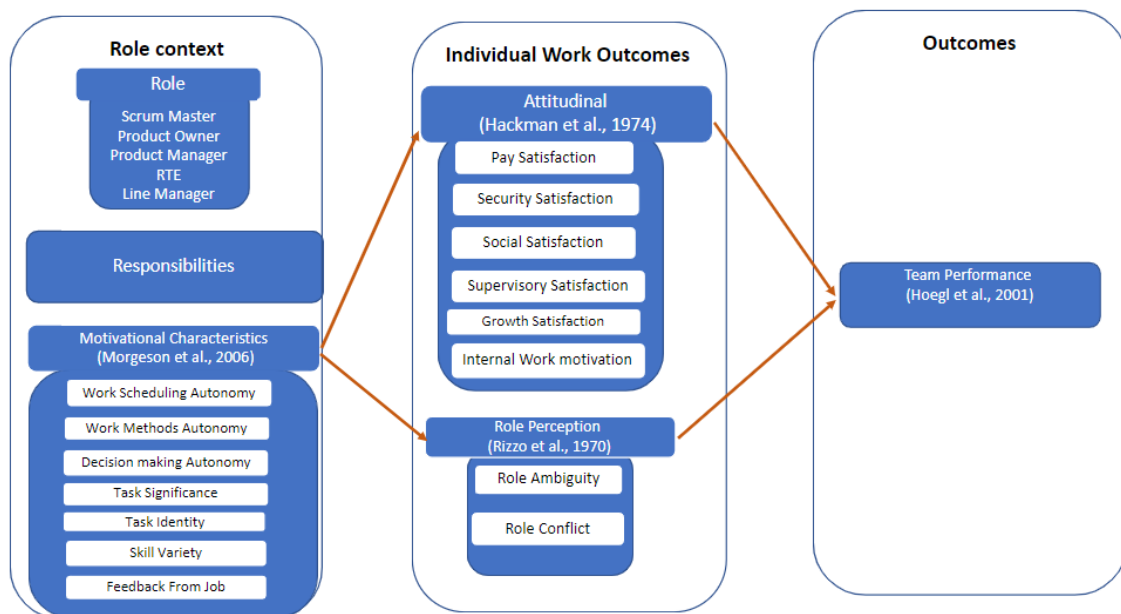 Role context
Role
Scrum Master
Product Owner
Product Manager
RTE
Line Manager
Responsibilities
Motivational Characteristics
(Morgeson et al., 2006)
Work Scheduling Autonomy
Work Methods Autonomy
Decision making Autonomy
Task Significance
Task Identity
Skill Variety
Feedback From Job
Individual Work Outcomes
Attitudinal
(Hackman et al., 1974)
Pay Satisfaction
Security Satisfaction
Social Satisfaction
Supervisory Satisfaction
Growth Satisfaction
Internal Work motivation
Role Perception
(Rizzo et al., 1970)
Role Ambiguity
Role Conflict
Outcomes
Team Performance
(Hoegl et al., 2001)